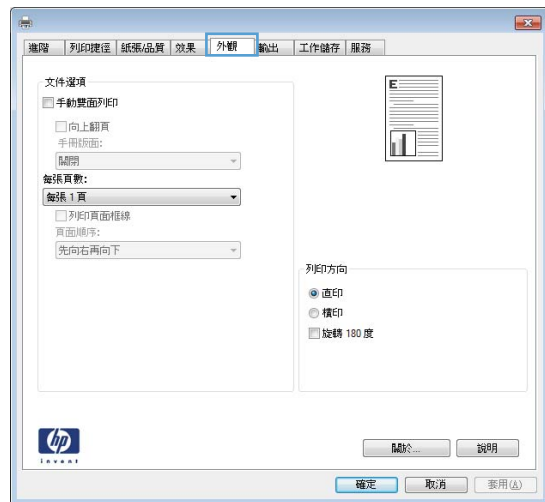 進階 列印捷徑 紙張/品質 效果 外觀 輸出 工作儲存 服務
文件選項
手動雙面列印
向上翻頁
手冊版面:
關閉
每張頁數:
每張 1 頁
列印頁面框線
頁面順序:
先向右再向下
E
列印方向
直印
橫印
旋轉 180 度
hp
invent
關於... 說明
確定 取消 套用(A)